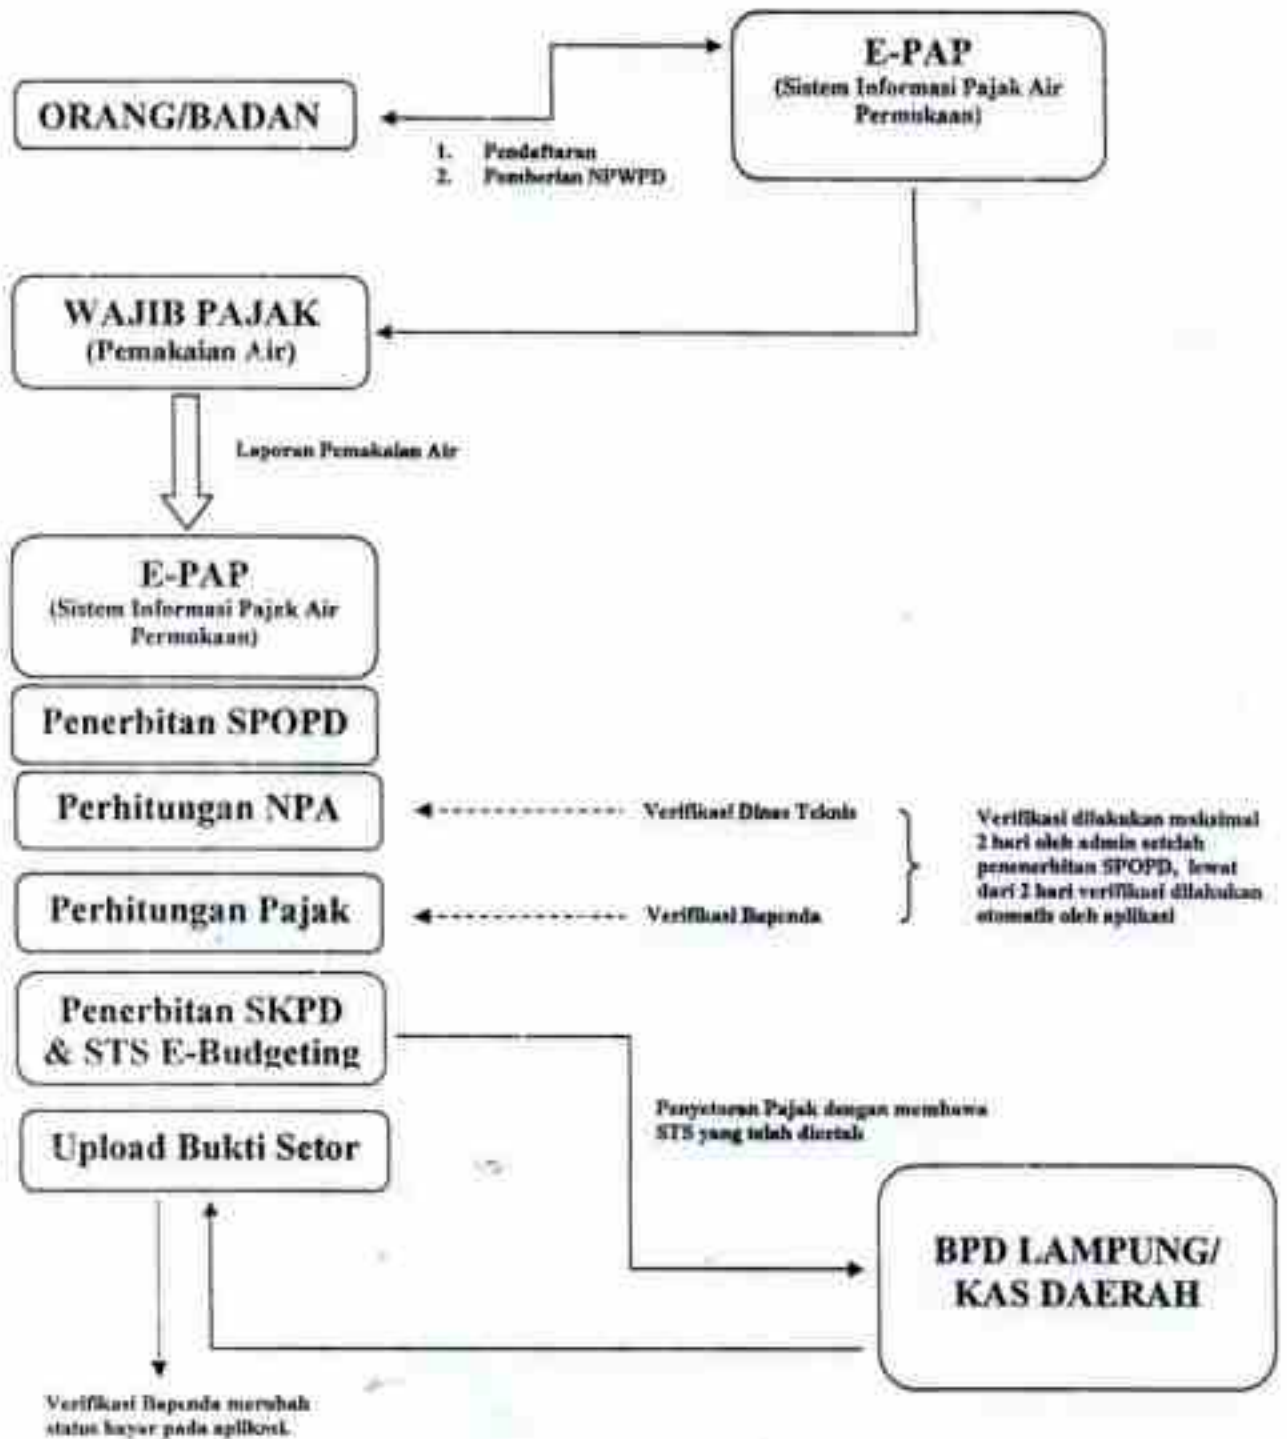 E-PAP
(Sistem Informasi Pajak Air
Permukaan)
ORANG/BADAN
1. Pendaftaran
2. Pemberian NPWPD
WAJIB PAJAK
(Pemakaian Air)
Laporan Pemakaian Air
E-PAP
(Sistem Informasi Pajak Air
Permukaan)
Penerbitan SPOPD
Perhitungan NPA
Verifikasi Dinas Teknis
Perhitungan Pajak
Verifikasi Bapenda
Verifikasi dilakukan maksimal
2 hari oleh admin setelah
penenerbitan SPOPD, lewat
dari 2 hari verifikasi dilakukan
otomatis oleh aplikasi
Penerbitan SKPD
& STS E-Budgeting
Penyetoran Pajak dengan membawa
STS yang telah dicetak
Upload Bukti Setor
BPD LAMPUNG/
KAS DAERAH
Verifikasi Bapenda merubah
status bayar pada aplikasi.